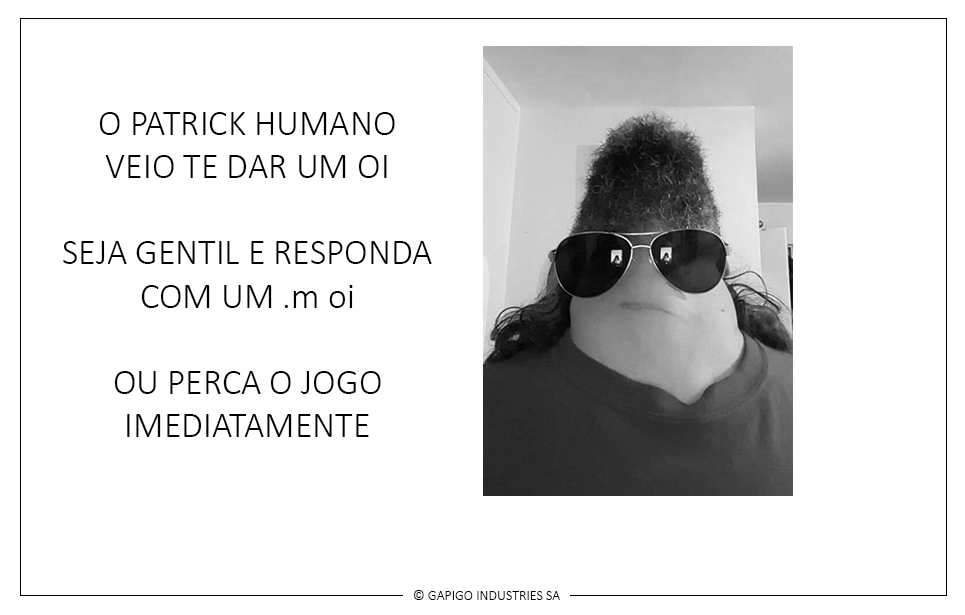 O PATRICK HUMANO
VEIO TE DAR UM OI
SEJA GENTIL E RESPONDA
COM UM .m oi
OU PERCA O JOGO
IMEDIATAMENTE
© GAPIGO INDUSTRIES SA